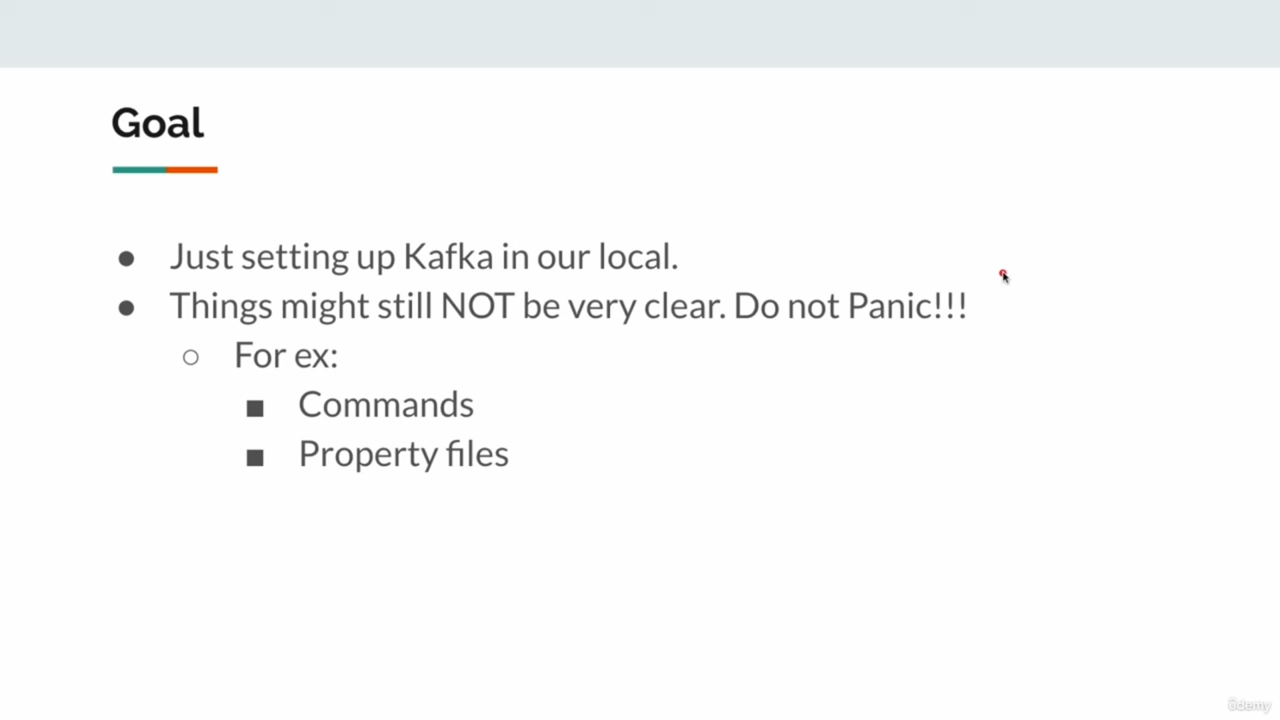 Goal
● Just setting up Kafka in our local.
● Things might still NOT be very clear. Do not Panic!!!
○ For ex:
■ Commands
■ Property files
ûdemy